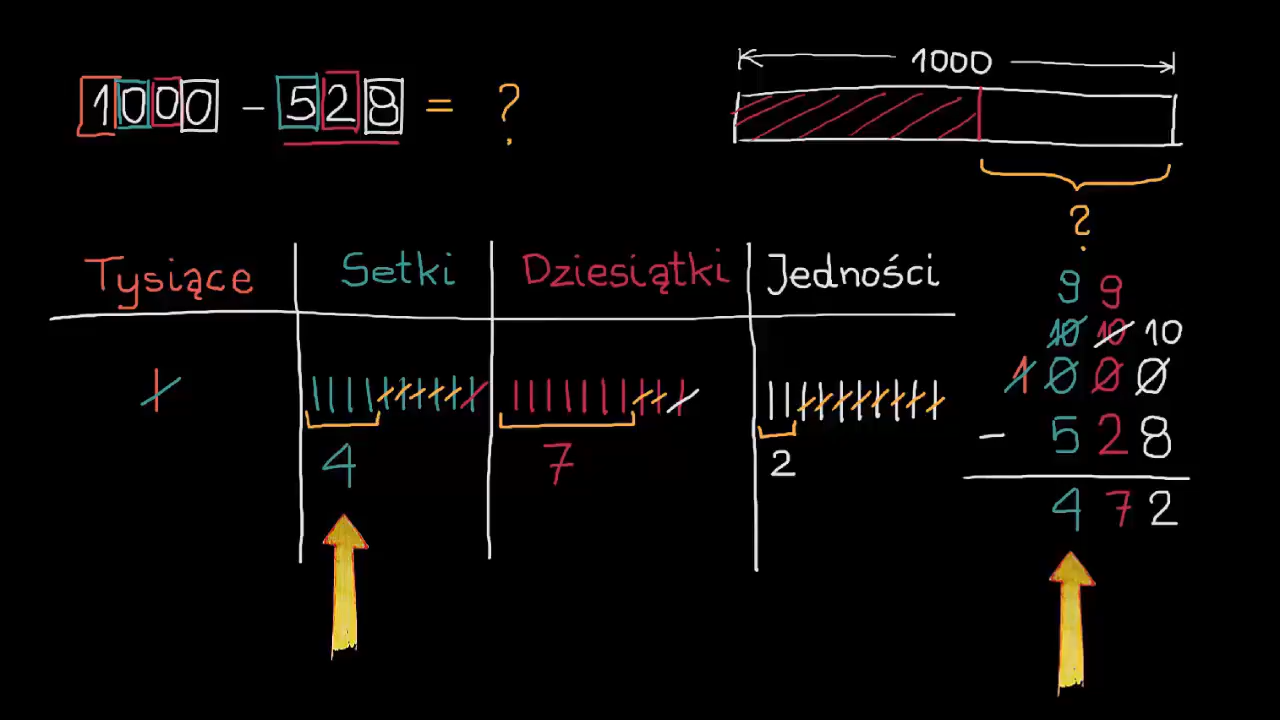 1000 - 528 = ?
1000
?
Tysiące Setki Dziesiątki Jedności
9 9
10 10 10
1 0 0 0
- 5 2 8
4 7 2
4 7 2